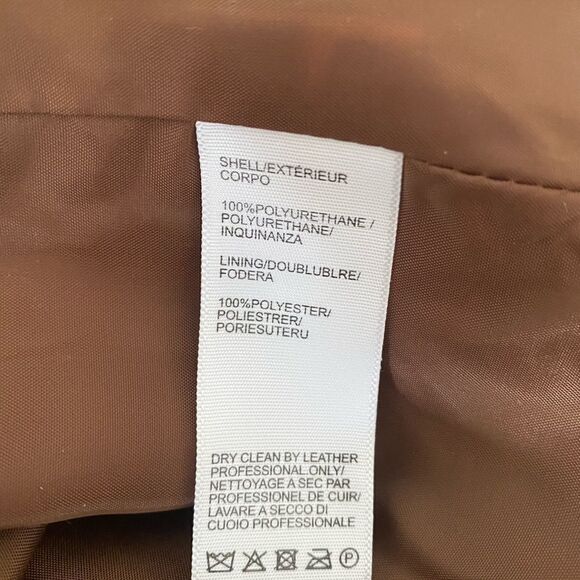 SHELL/EXTÉRIEUR
CORPO
100%POLYURETHANE /
POLYURETHANE/
INQUINANZA
LINING/DOUBLUBLRE/
FODERA
100%POLYESTER/
POLIESTRER/
PORIESUTERU
DRY CLEAN BY LEATHER
PROFESSIONAL ONLY/
NETTOYAGE A SEC PAR
PROFESSIONEL DE CUIR/
LAVARE A SECCO DI
CUOIO PROFESSIONALE
P